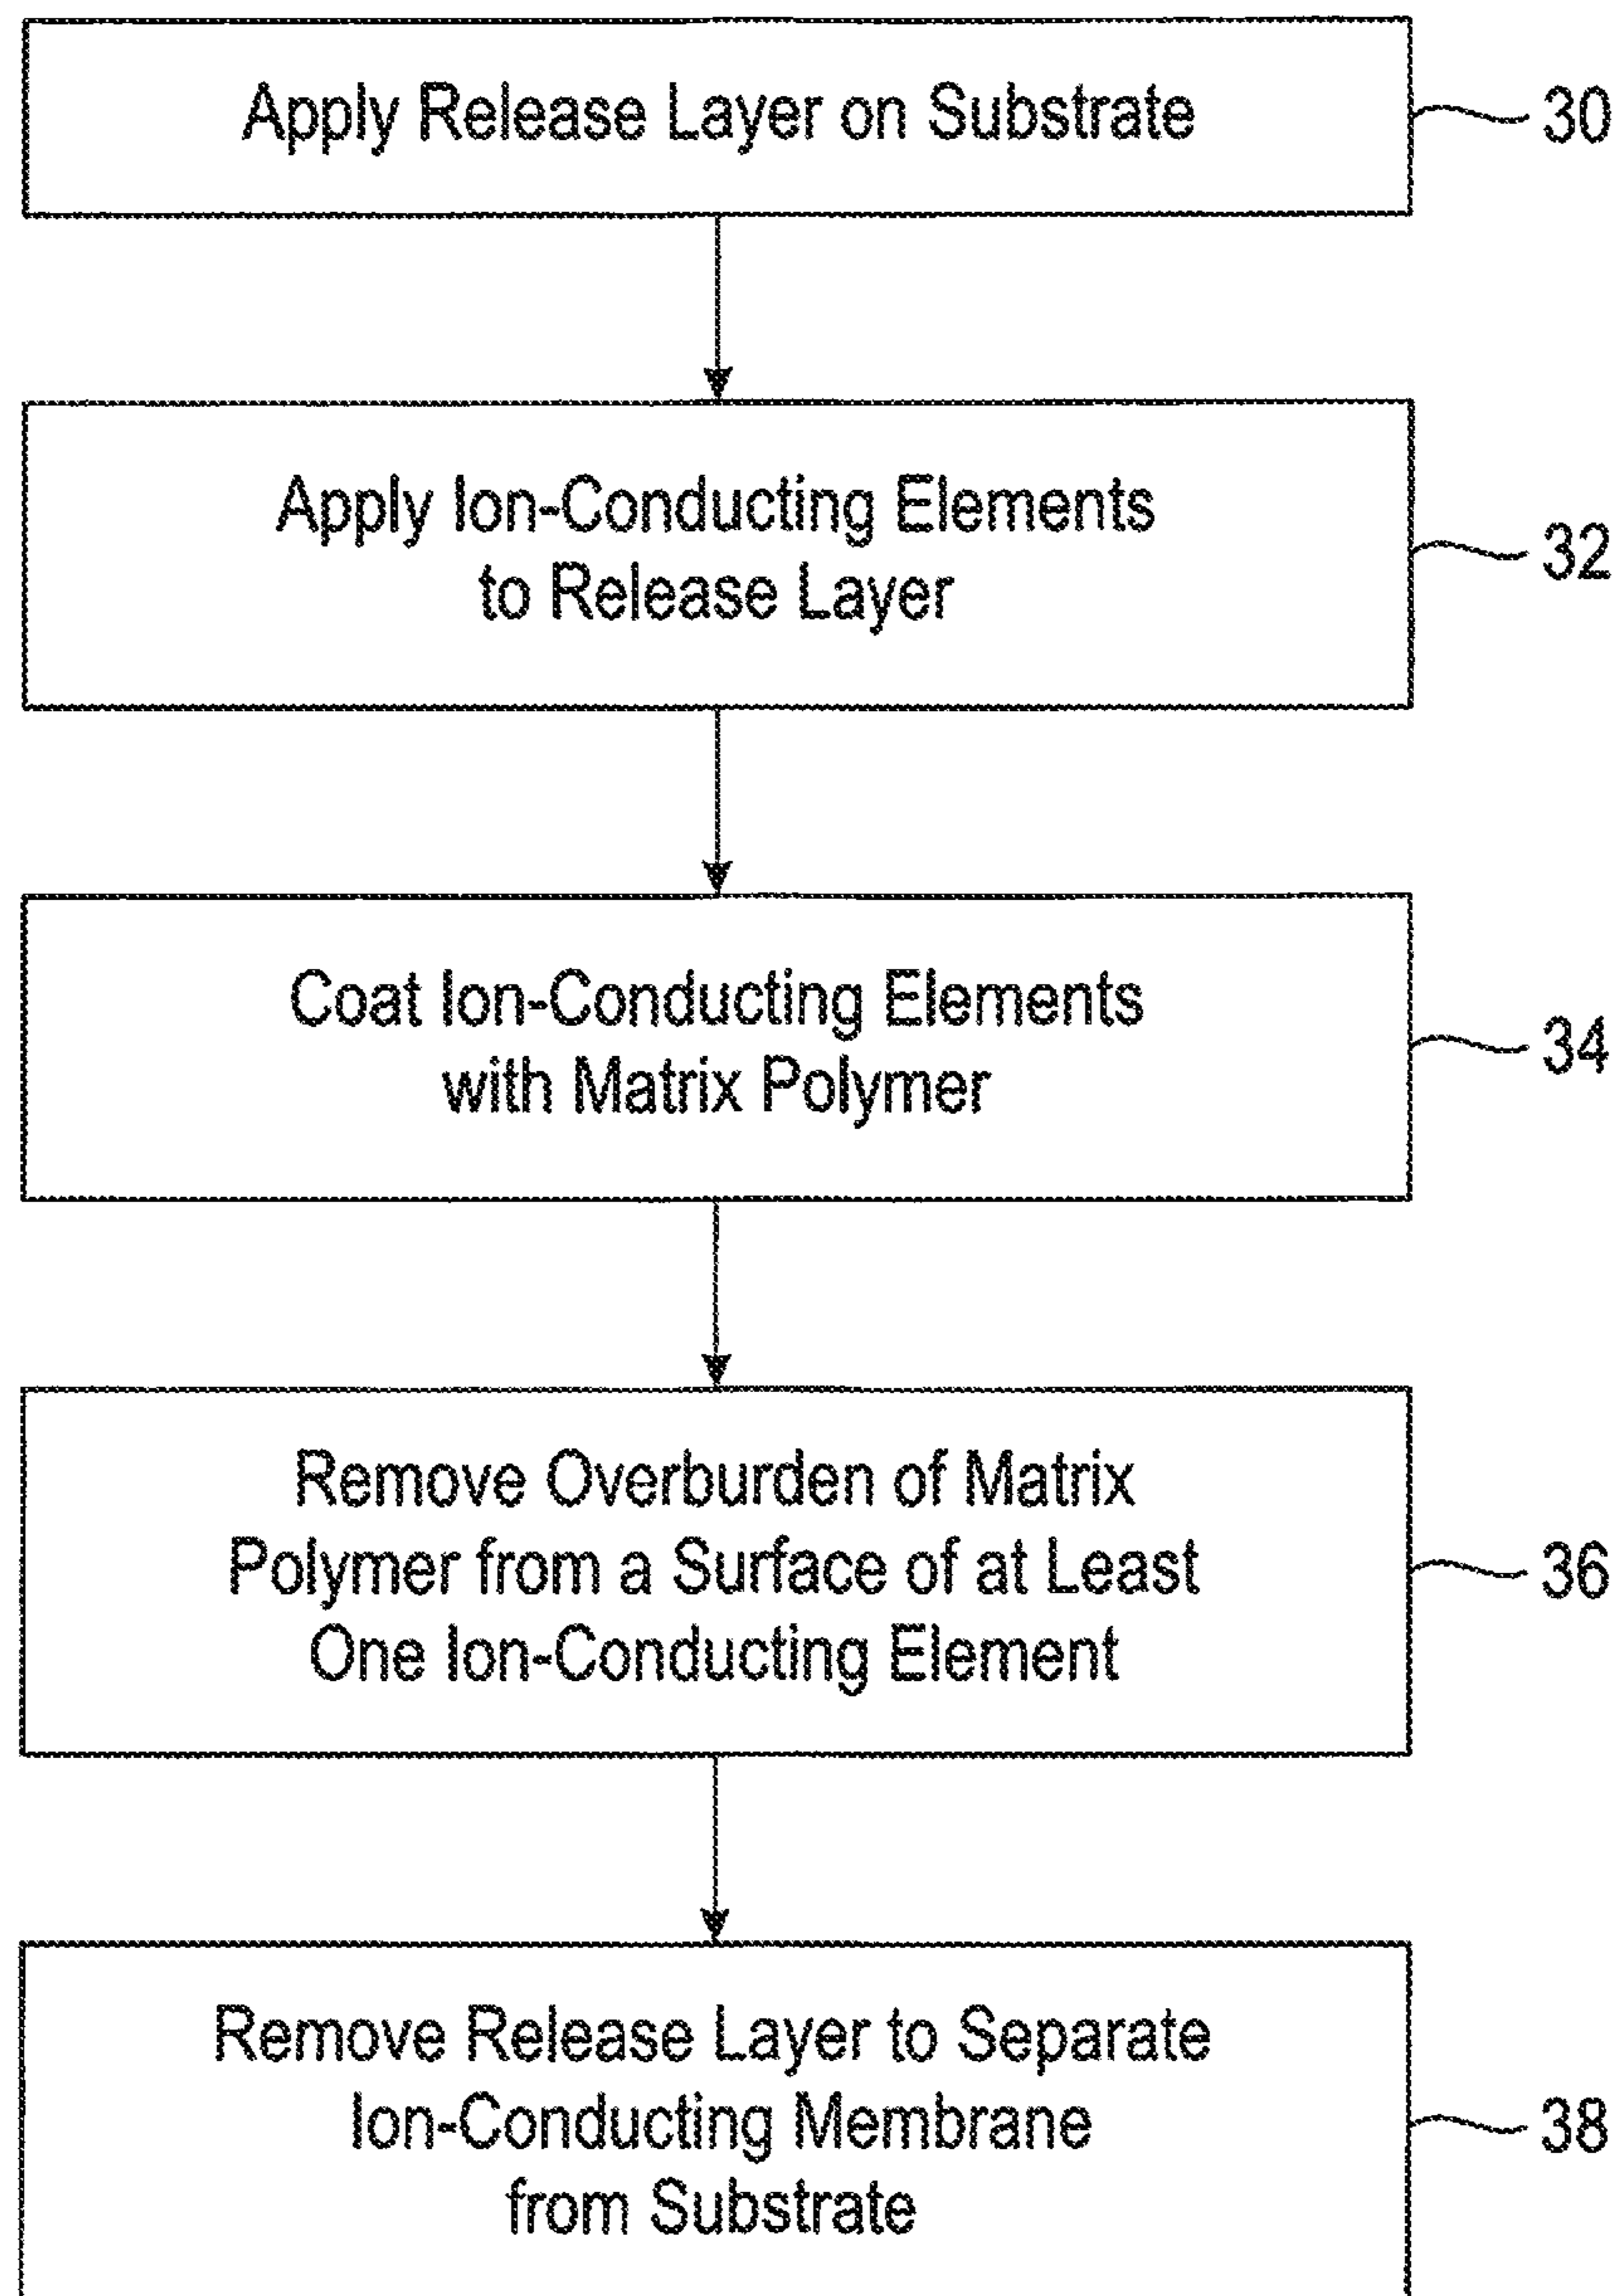 Apply Release Layer on Substrate
30
Apply Ion-Conducting Elements
to Release Layer
32
Coat Ion-Conducting Elements
with Matrix Polymer
34
Remove Overburden of Matrix
Polymer from a Surface of at Least
One Ion-Conducting Element
36
Remove Release Layer to Separate
Ion-Conducting Membrane
from Substrate
38